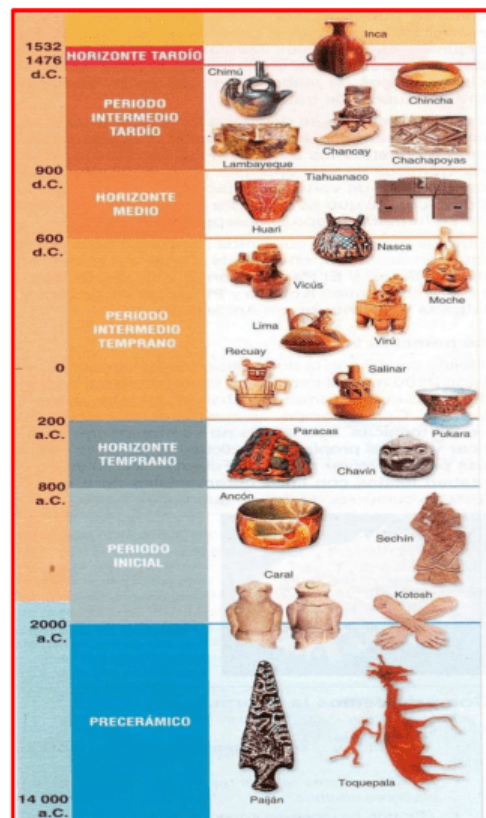 Inca
1532
1476
d.C.
HORIZONTE TARDÍO
Chimú
Chincha
PERIODO
INTERMEDIO
TARDÍO
Lambayeque
Chancay
Chachapoyas
900
d.C.
Tiahuanaco
HORIZONTE
MEDIO
Huari
600
d.C.
Nasca
Vicús
Moche
PERIODO
INTERMEDIO
TEMPRANO
Lima
Virú
Recuay
Salinar
0
200
a.C.
Pukara
Paracas
HORIZONTE
TEMPRANO
Chavín
800
a.C.
Ancón
Sechín
PERIODO
INICIAL
Caral
Kotosh
2000
a.C.
PRECERÁMICO
Toquepala
Paiján
14 000
a.C.